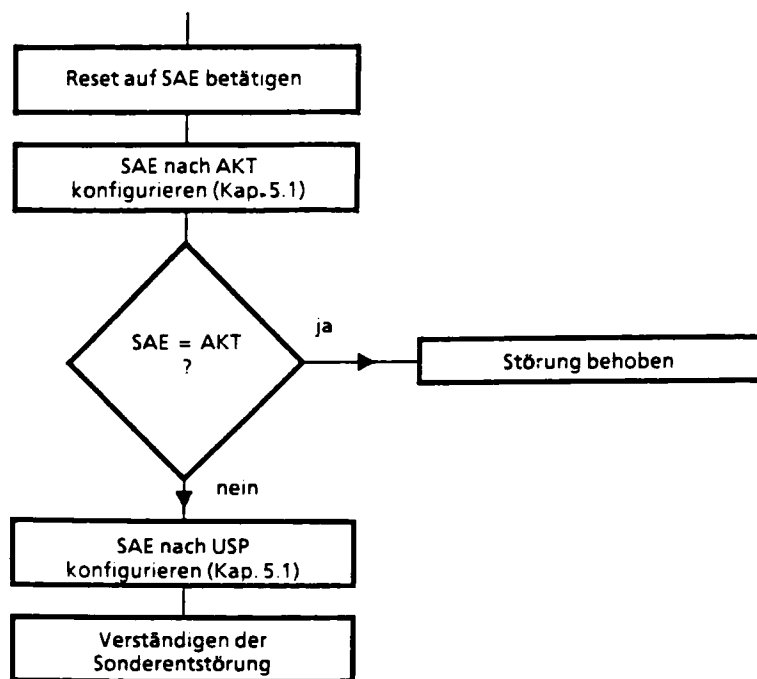 Reset auf SAE betätigen
SAE nach AKT
konfigurieren (Kap. 5.1)
SAE = AKT
?
ja
Störung behoben
nein
SAE nach USP
konfigurieren (Kap. 5.1)
Verständigen der
Sonderentstörung